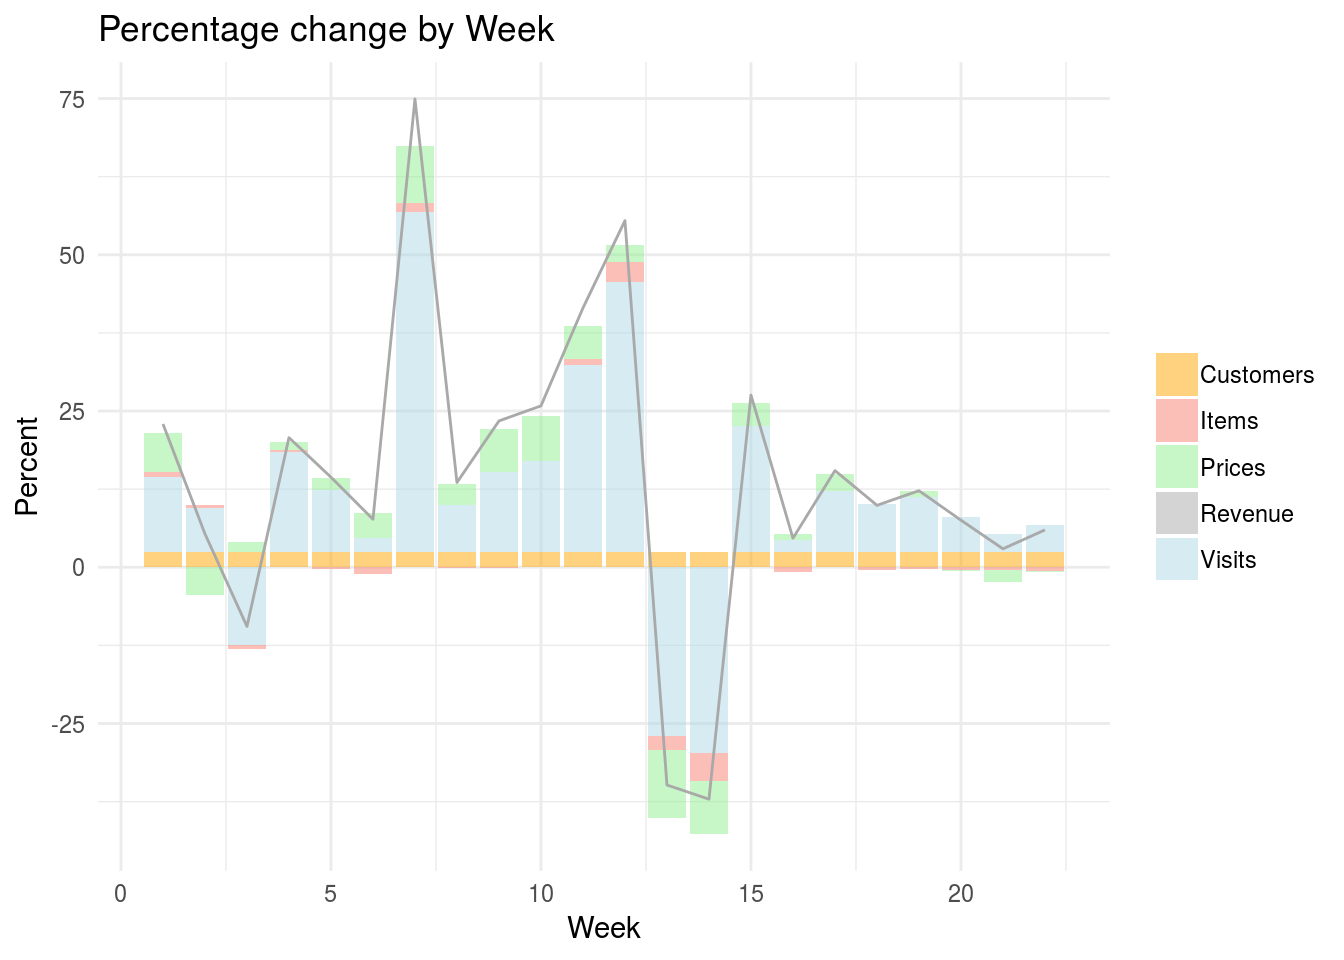 Percentage change by Week
75
50
25
0
-25
Percent
0 5 10 15 20
Week
Customers
Items
Prices
Revenue
Visits